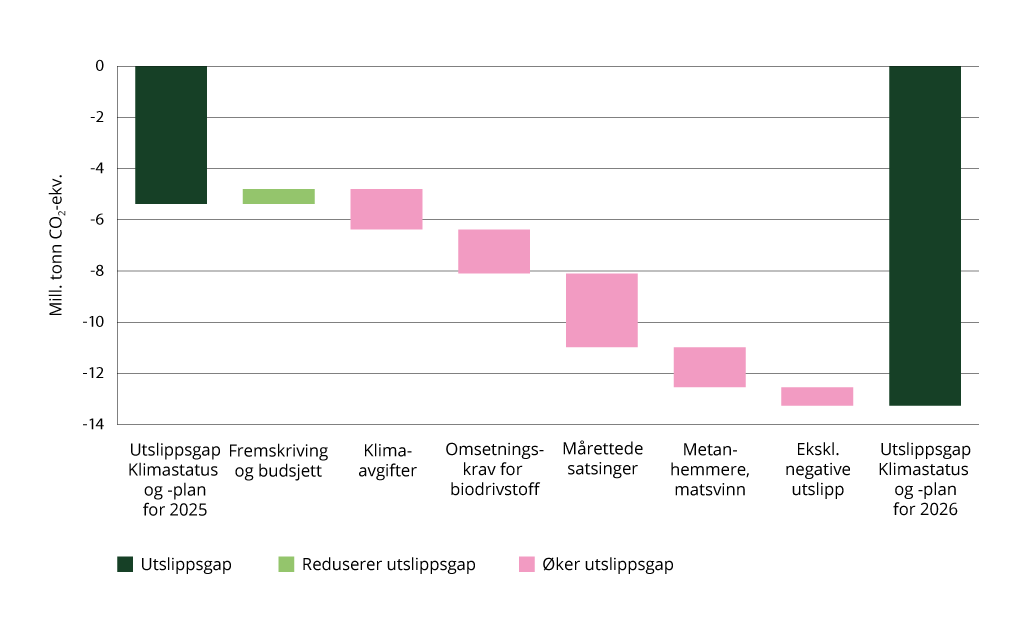 0
-2
-4
-6
-8
-10
-12
-14
Mill. tonn CO₂-ekv.
Utslippsgap
Klimastatus
og -plan
for 2025
Fremskriving
og budsjett
Klima-
avgifter
Omsetnings-
krav for
biodrivstoff
Mårettede
satsinger
Metan-
hemmere,
matsvinn
Ekskl.
negative
utslipp
Utslippsgap
Klimastatus
og -plan
for 2026
Utslippsgap
Reduserer utslippsgap
Øker utslippsgap